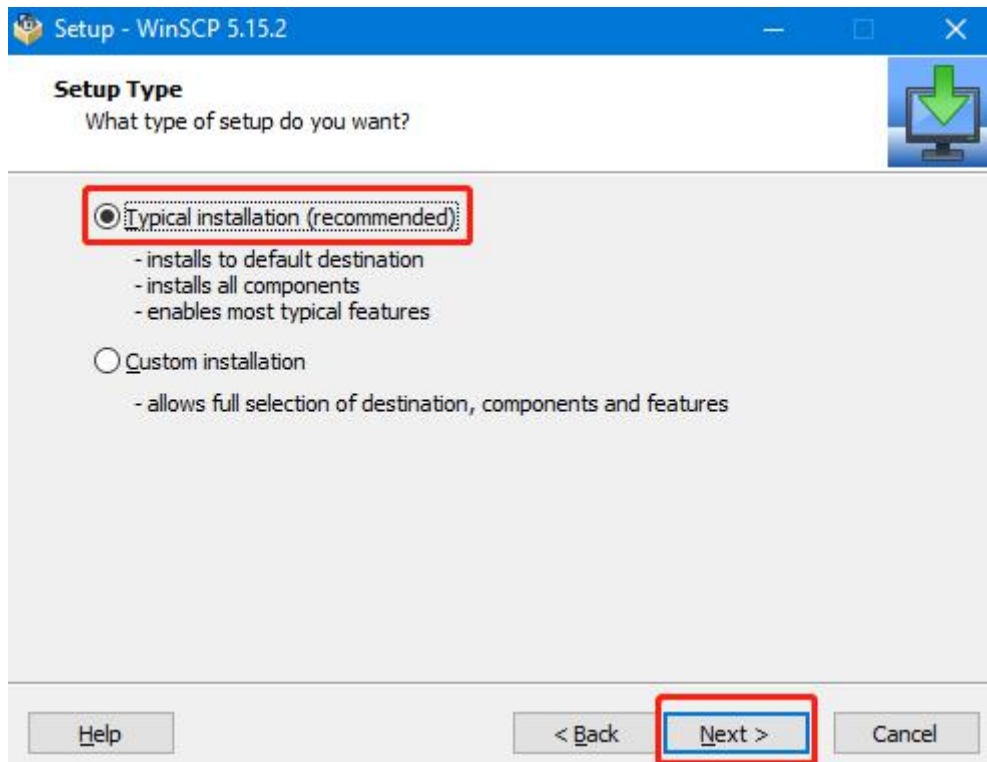 Setup - WinSCP 5.15.2
Setup Type
What type of setup do you want?
Typical installation (recommended)
- installs to default destination
- installs all components
- enables most typical features
Custom installation
- allows full selection of destination, components and features
Help
< Back
Next >
Cancel